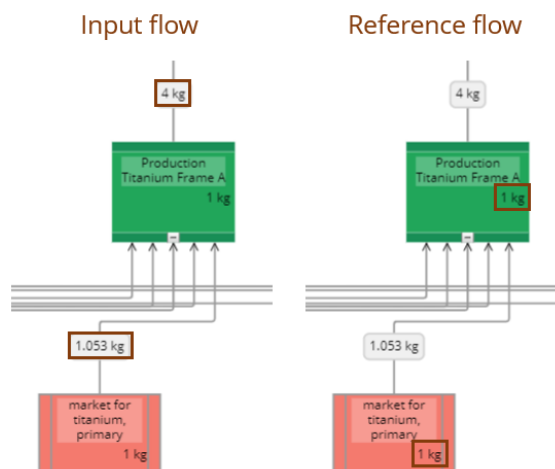 Input flow
4 kg
Production
Titanium Frame A
1 kg
1.053 kg
market for
titanium,
primary
1 kg
Reference flow
4 kg
Production
Titanium Frame A
1 kg
1.053 kg
market for
titanium,
primary
1 kg